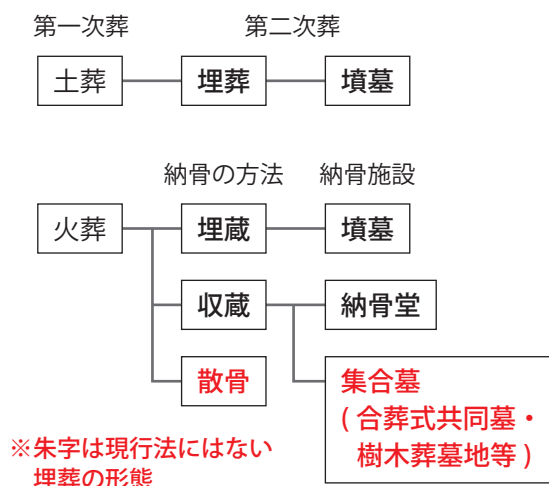 第一次葬 第二次葬
土葬 埋葬 墳墓
納骨の方法 納骨施設
火葬 埋蔵 墳墓
収蔵 納骨堂
散骨 集合墓
(合葬式共同墓・
樹木葬墓地等)
※朱字は現行法にはない
埋葬の形態